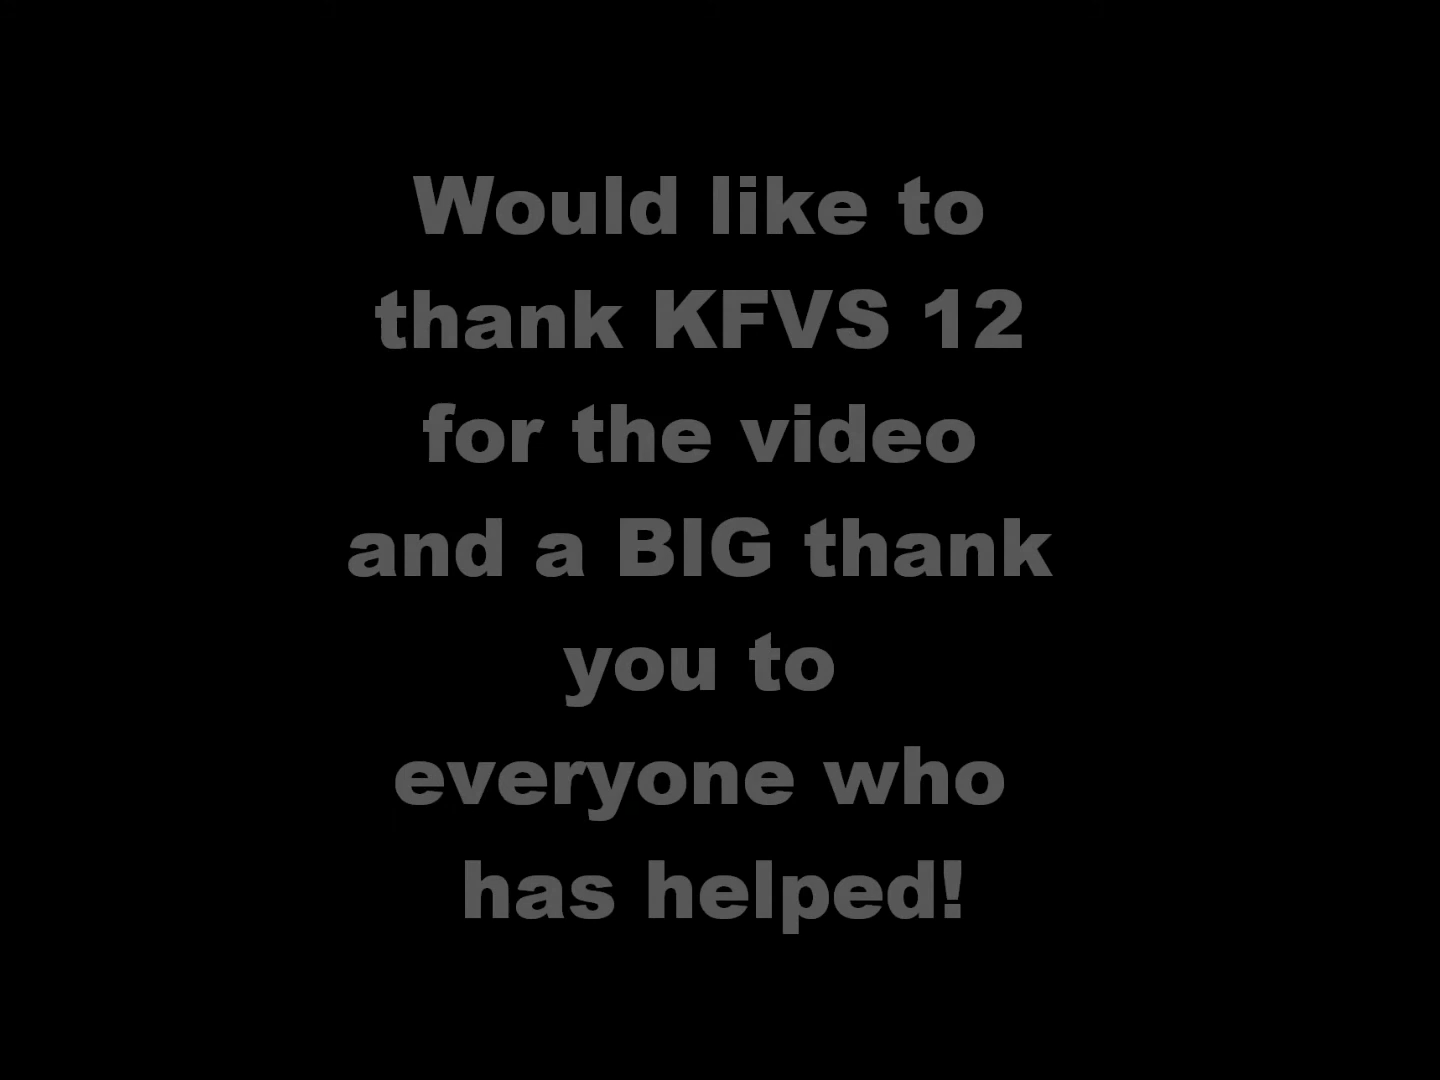 Would like to
thank KFVS 12
for the video
and a BIG thank
you to
everyone who
has helped!